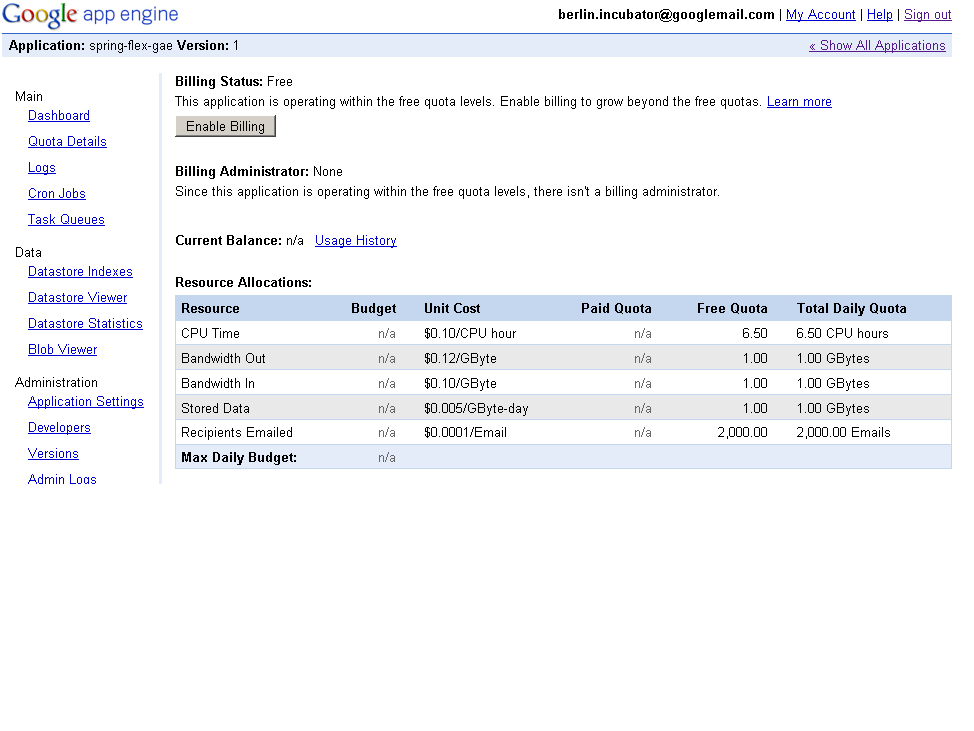 Google app engine
berlin.incubator@googlemail.com | My Account | Help | Sign out
Application: spring-flex-gae Version: 1
« Show All Applications
Main
Dashboard
Quota Details
Logs
Cron Jobs
Task Queues
Data
Datastore Indexes
Datastore Viewer
Datastore Statistics
Blob Viewer
Administration
Application Settings
Developers
Versions
Admin Logs
Billing Status: Free
This application is operating within the free quota levels. Enable billing to grow beyond the free quotas. Learn more
Enable Billing
Billing Administrator: None
Since this application is operating within the free quota levels, there isn't a billing administrator.
Current Balance: n/a Usage History
Resource Allocations:
Resource Budget Unit Cost Paid Quota Free Quota Total Daily Quota
CPU Time n/a $0.10/CPU hour n/a 6.50 6.50 CPU hours
Bandwidth Out n/a $0.12/GByte n/a 1.00 1.00 GBytes
Bandwidth In n/a $0.10/GByte n/a 1.00 1.00 GBytes
Stored Data n/a $0.005/GByte-day n/a 1.00 1.00 GBytes
Recipients Emailed n/a $0.0001/Email n/a 2,000.00 2,000.00 Emails
Max Daily Budget: n/a